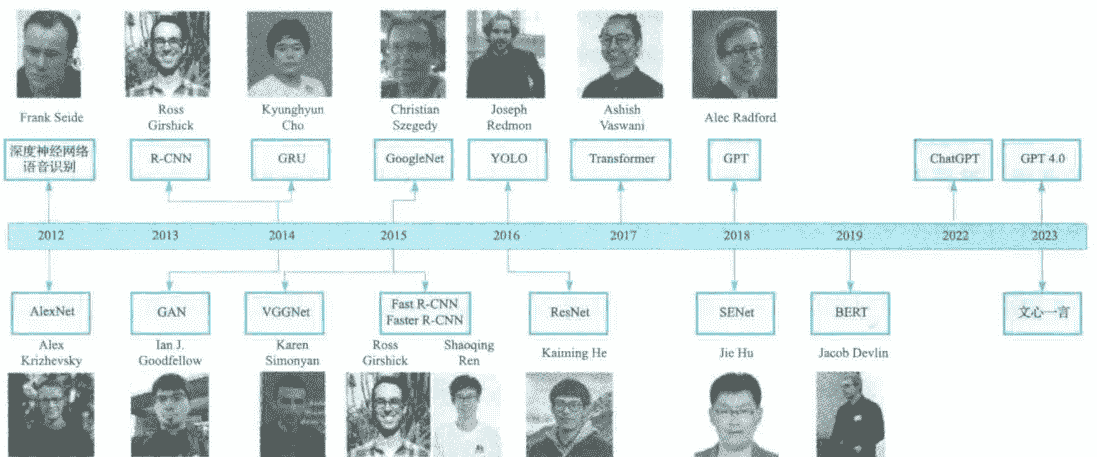 Frank Seide
Ross
Girshick
Kyunghyun
Cho
Christian
Szegedy
Joseph
Redmon
Ashish
Vaswani
Alec Radford
深度神经网络
语音识别
R-CNN
GRU
GoogleNet
YOLO
Transformer
GPT
ChatGPT
GPT 4.0
2012
2013
2014
2015
2016
2017
2018
2019
2022
2023
AlexNet
GAN
VGGNet
Fast R-CNN
Faster R-CNN
ResNet
SENet
BERT
文心一言
Alex
Krizhevsky
Ian J.
Goodfellow
Karen
Simonyan
Ross
Girshick
Shaoqing
Ren
Kaiming He
Jie Hu
Jacob Devlin